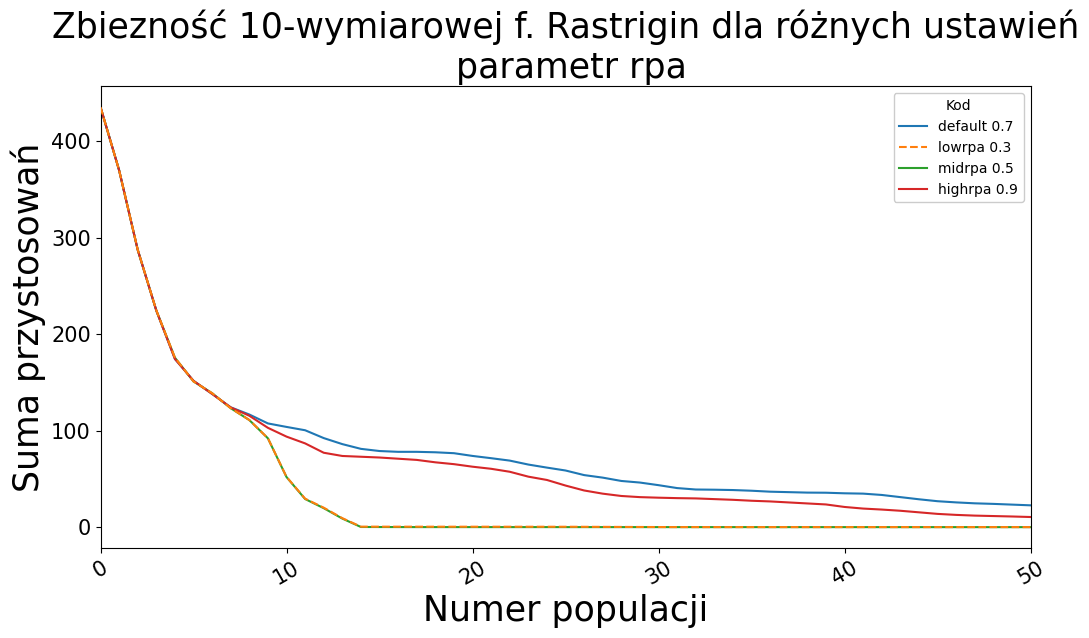 Zbiezność 10-wymiarowej f. Rastrigin dla różnych ustawień
parametr rpa
Kod
default 0.7
lowrpa 0.3
midrpa 0.5
highrpa 0.9
Suma przystosowań
400
300
200
100
0
0
10
20
30
40
50
Numer populacji